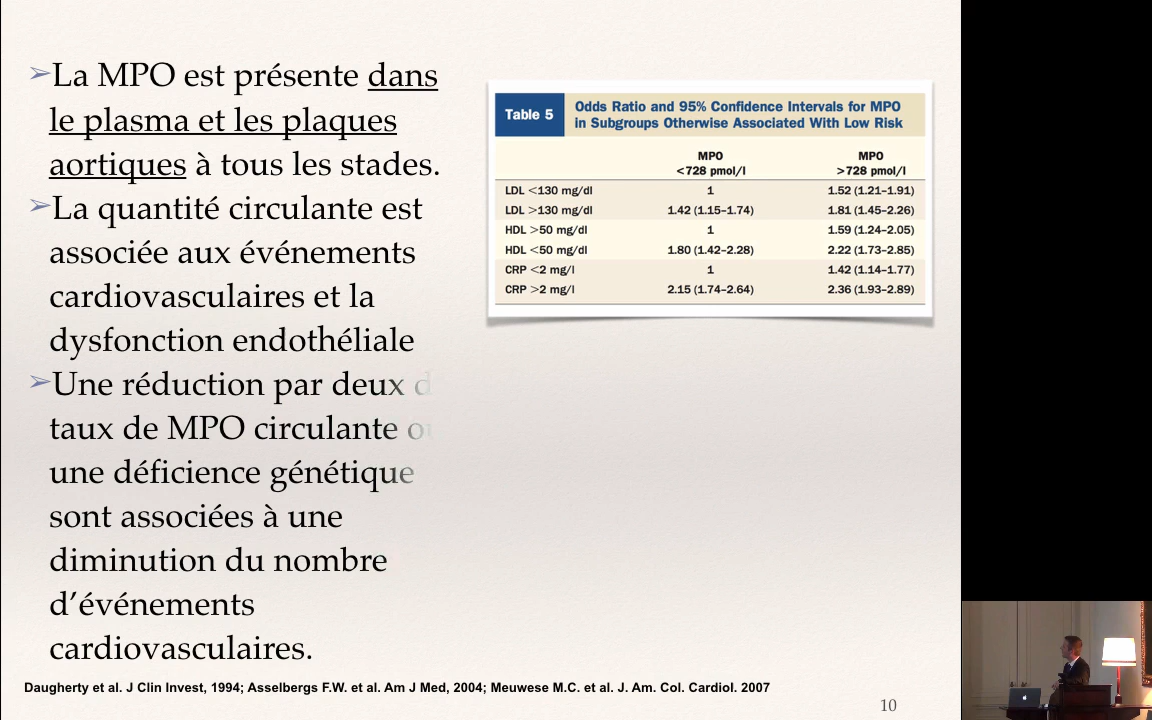 ➢La MPO est présente dans
le plasma et les plaques
aortiques à tous les stades.
➢La quantité circulante est
associée aux événements
cardiovasculaires et la
dysfonction endothéliale
➢Une réduction par deux
taux de MPO circulante
une déficience génétique
sont associées à une
diminution du nombre
d’événements
cardiovasculaires.
Table 5 Odds Ratio and 95% Confidence Intervals for MPO
in Subgroups Otherwise Associated With Low Risk
MPO MPO
<728 pmol/l >728 pmol/l
LDL <130 mg/dl 1 1.52 (1.21–1.91)
LDL >130 mg/dl 1.42 (1.15–1.74) 1.81 (1.45–2.26)
HDL >50 mg/dl 1 1.59 (1.24–2.05)
HDL <50 mg/dl 1.80 (1.42–2.28) 2.22 (1.73–2.85)
CRP <2 mg/l 1 1.42 (1.14–1.77)
CRP >2 mg/l 2.15 (1.74–2.64) 2.36 (1.93–2.89)
Daugherty et al. J Clin Invest, 1994; Asselbergs F.W. et al. Am J Med, 2004; Meuwese M.C. et al. J. Am. Col. Cardiol. 2007
10